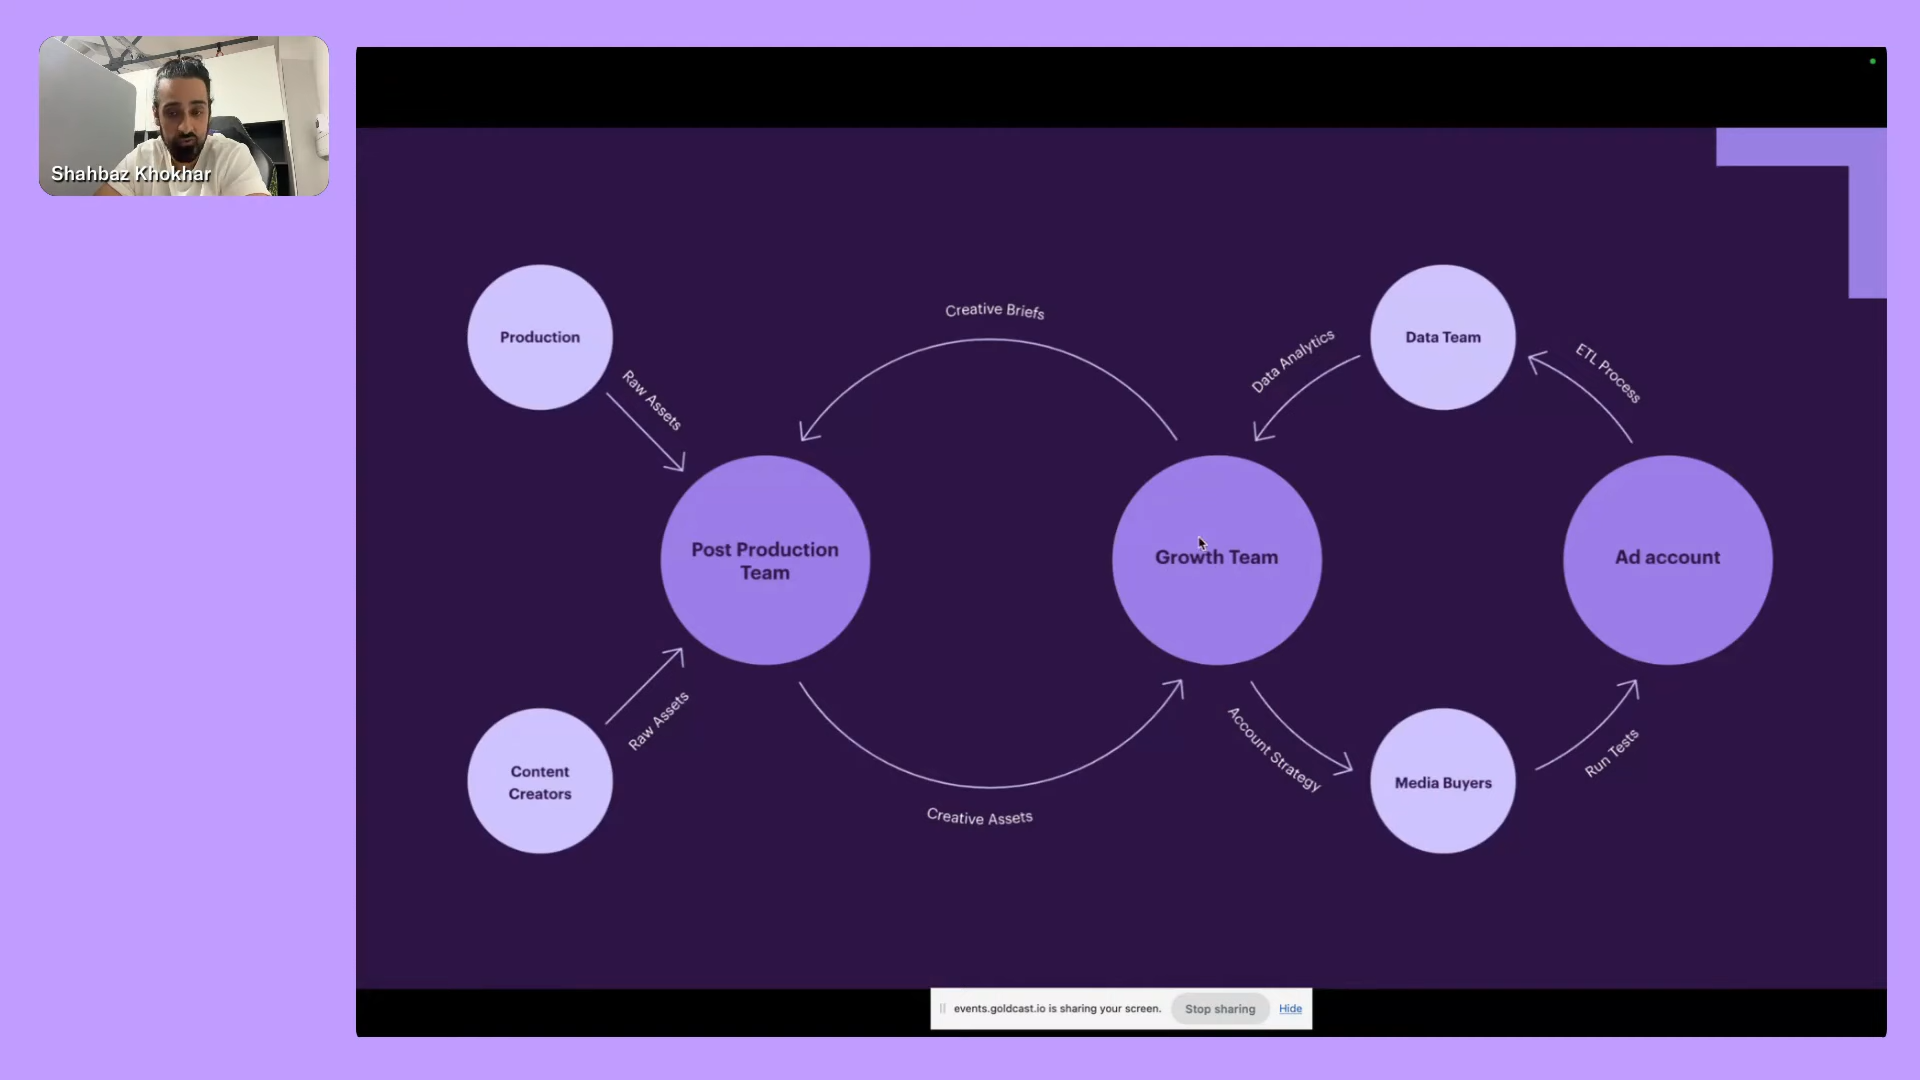 Shahbaz Khokhar
Production
Raw Assets
Creative Briefs
Data Analytics
Data Team
ETL Process
Post Production
Team
Growth Team
Ad account
Content
Creators
Raw Assets
Creative Assets
Account Strategy
Media Buyers
Run Tests
events.goldcast.io is sharing your screen.
Stop sharing
Hide